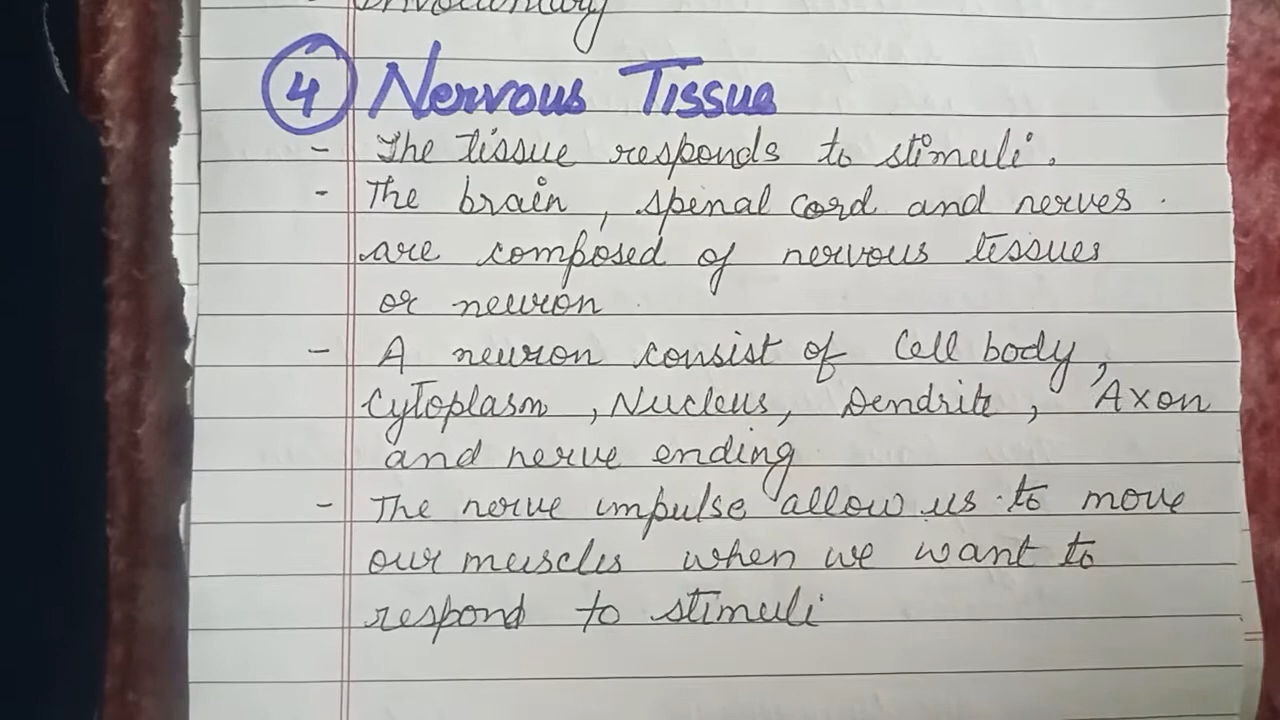 Involuntary
4 Nervous Tissue
- The tissue responds to stimuli.
- The brain, spinal cord and nerves
are composed of nervous tissues
or neuron
- A neuron consist of Cell body,
Cytoplasm, Nucleus, Dendrite, Axon
and nerve ending
- The nerve impulse allow us to move
our muscles when we want to
respond to stimuli